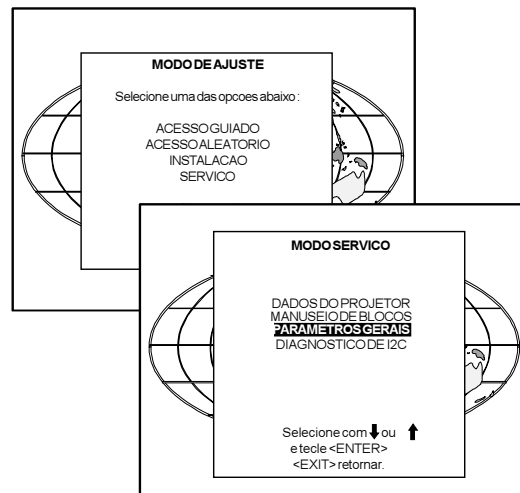 MODO DE AJUSTE
Selecione uma das opcoes abaixo :
ACESSO GUIADO
ACESSO ALEATORIO
INSTALACAO
SERVICO
MODO SERVICO
DADOS DO PROJETOR
MANUSEIO DE BLOCOS
PARAMETROS GERAIS
DIAGNOSTICO DE I2C
Selecione com ⬇ ou ⬆
e tecle <ENTER>
<EXIT> retornar.